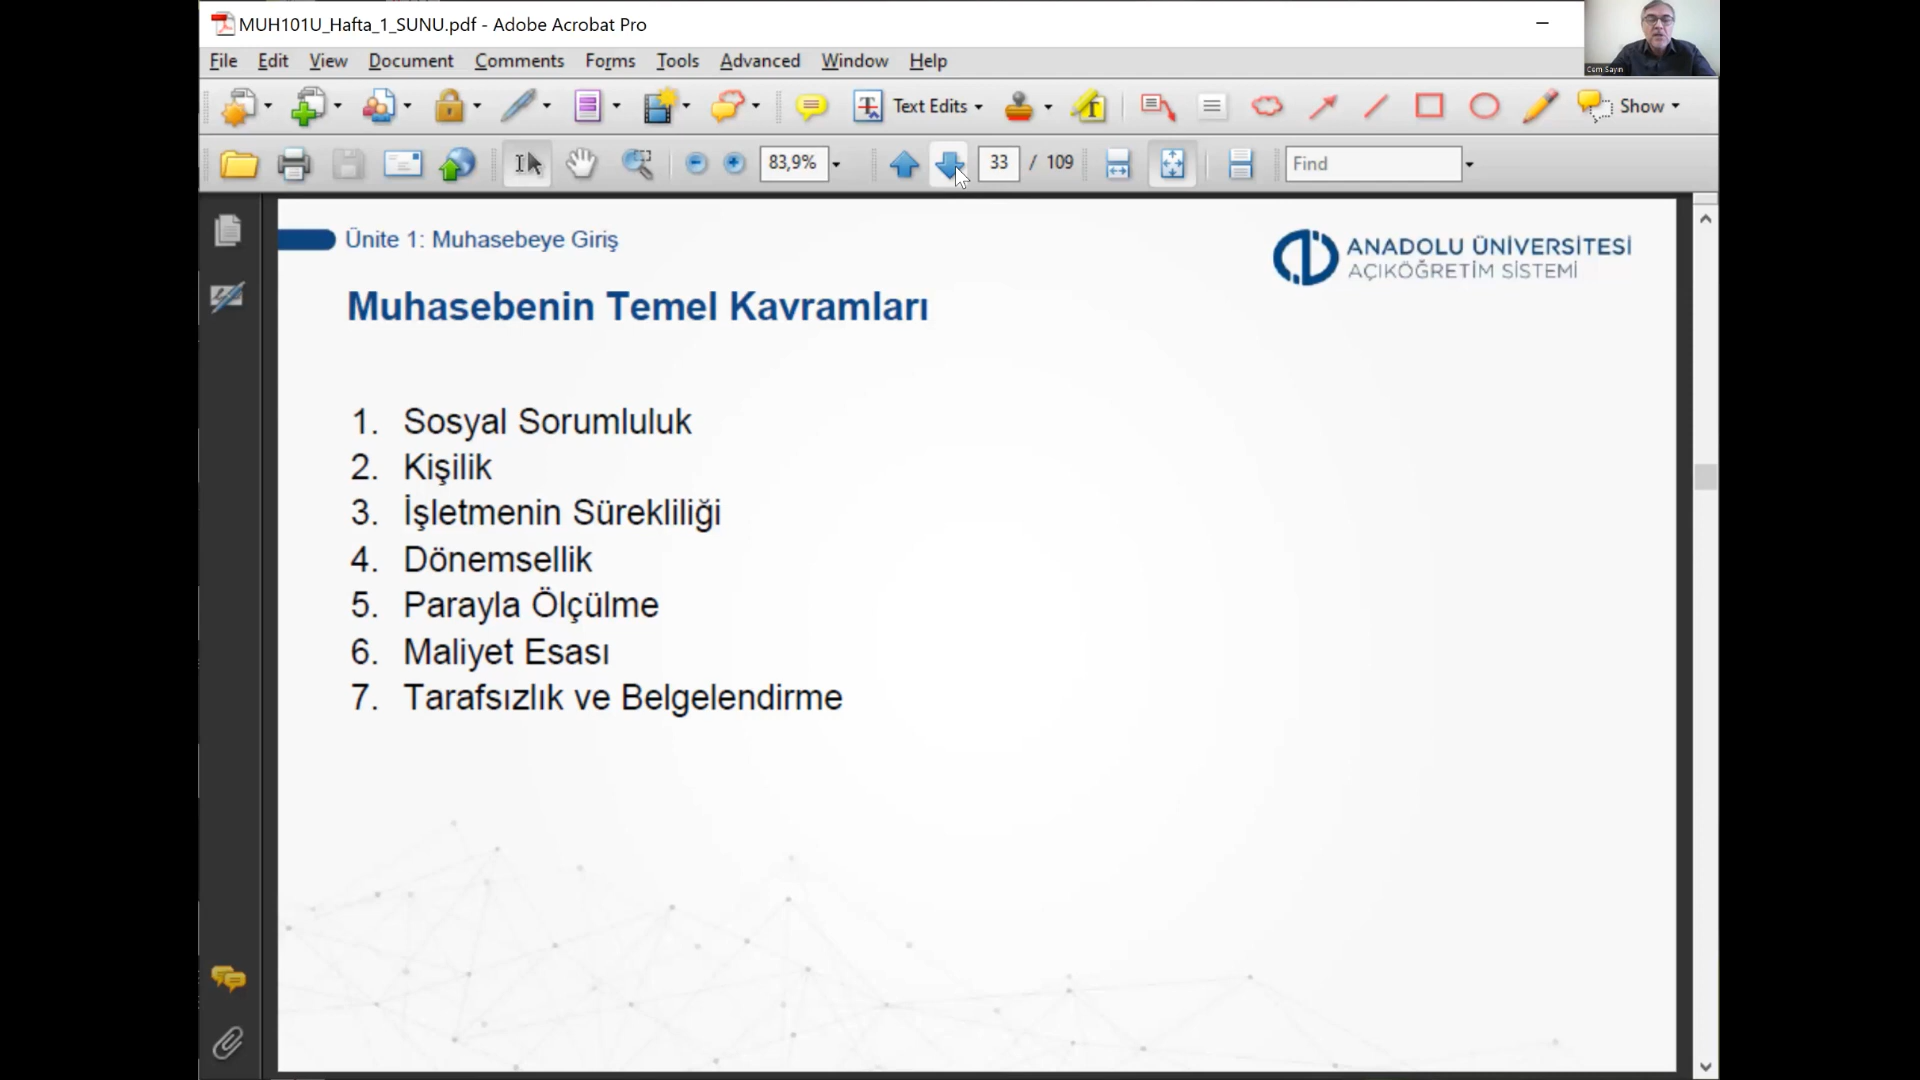 MUH101U_Hafta_1_SUNU.pdf - Adobe Acrobat Pro
Cem Sayin
File Edit View Document Comments Forms Tools Advanced Window Help
Text Edits
Show
83,9%
33 / 109
Find
Ünite 1: Muhasebeye Giriş
ANADOLU ÜNİVERSİTESİ
AÇIKÖĞRETİM SİSTEMİ
Muhasebenin Temel Kavramları
1. Sosyal Sorumluluk
2. Kişilik
3. İşletmenin Sürekliliği
4. Dönemsellik
5. Parayla Ölçülme
6. Maliyet Esası
7. Tarafsızlık ve Belgelendirme